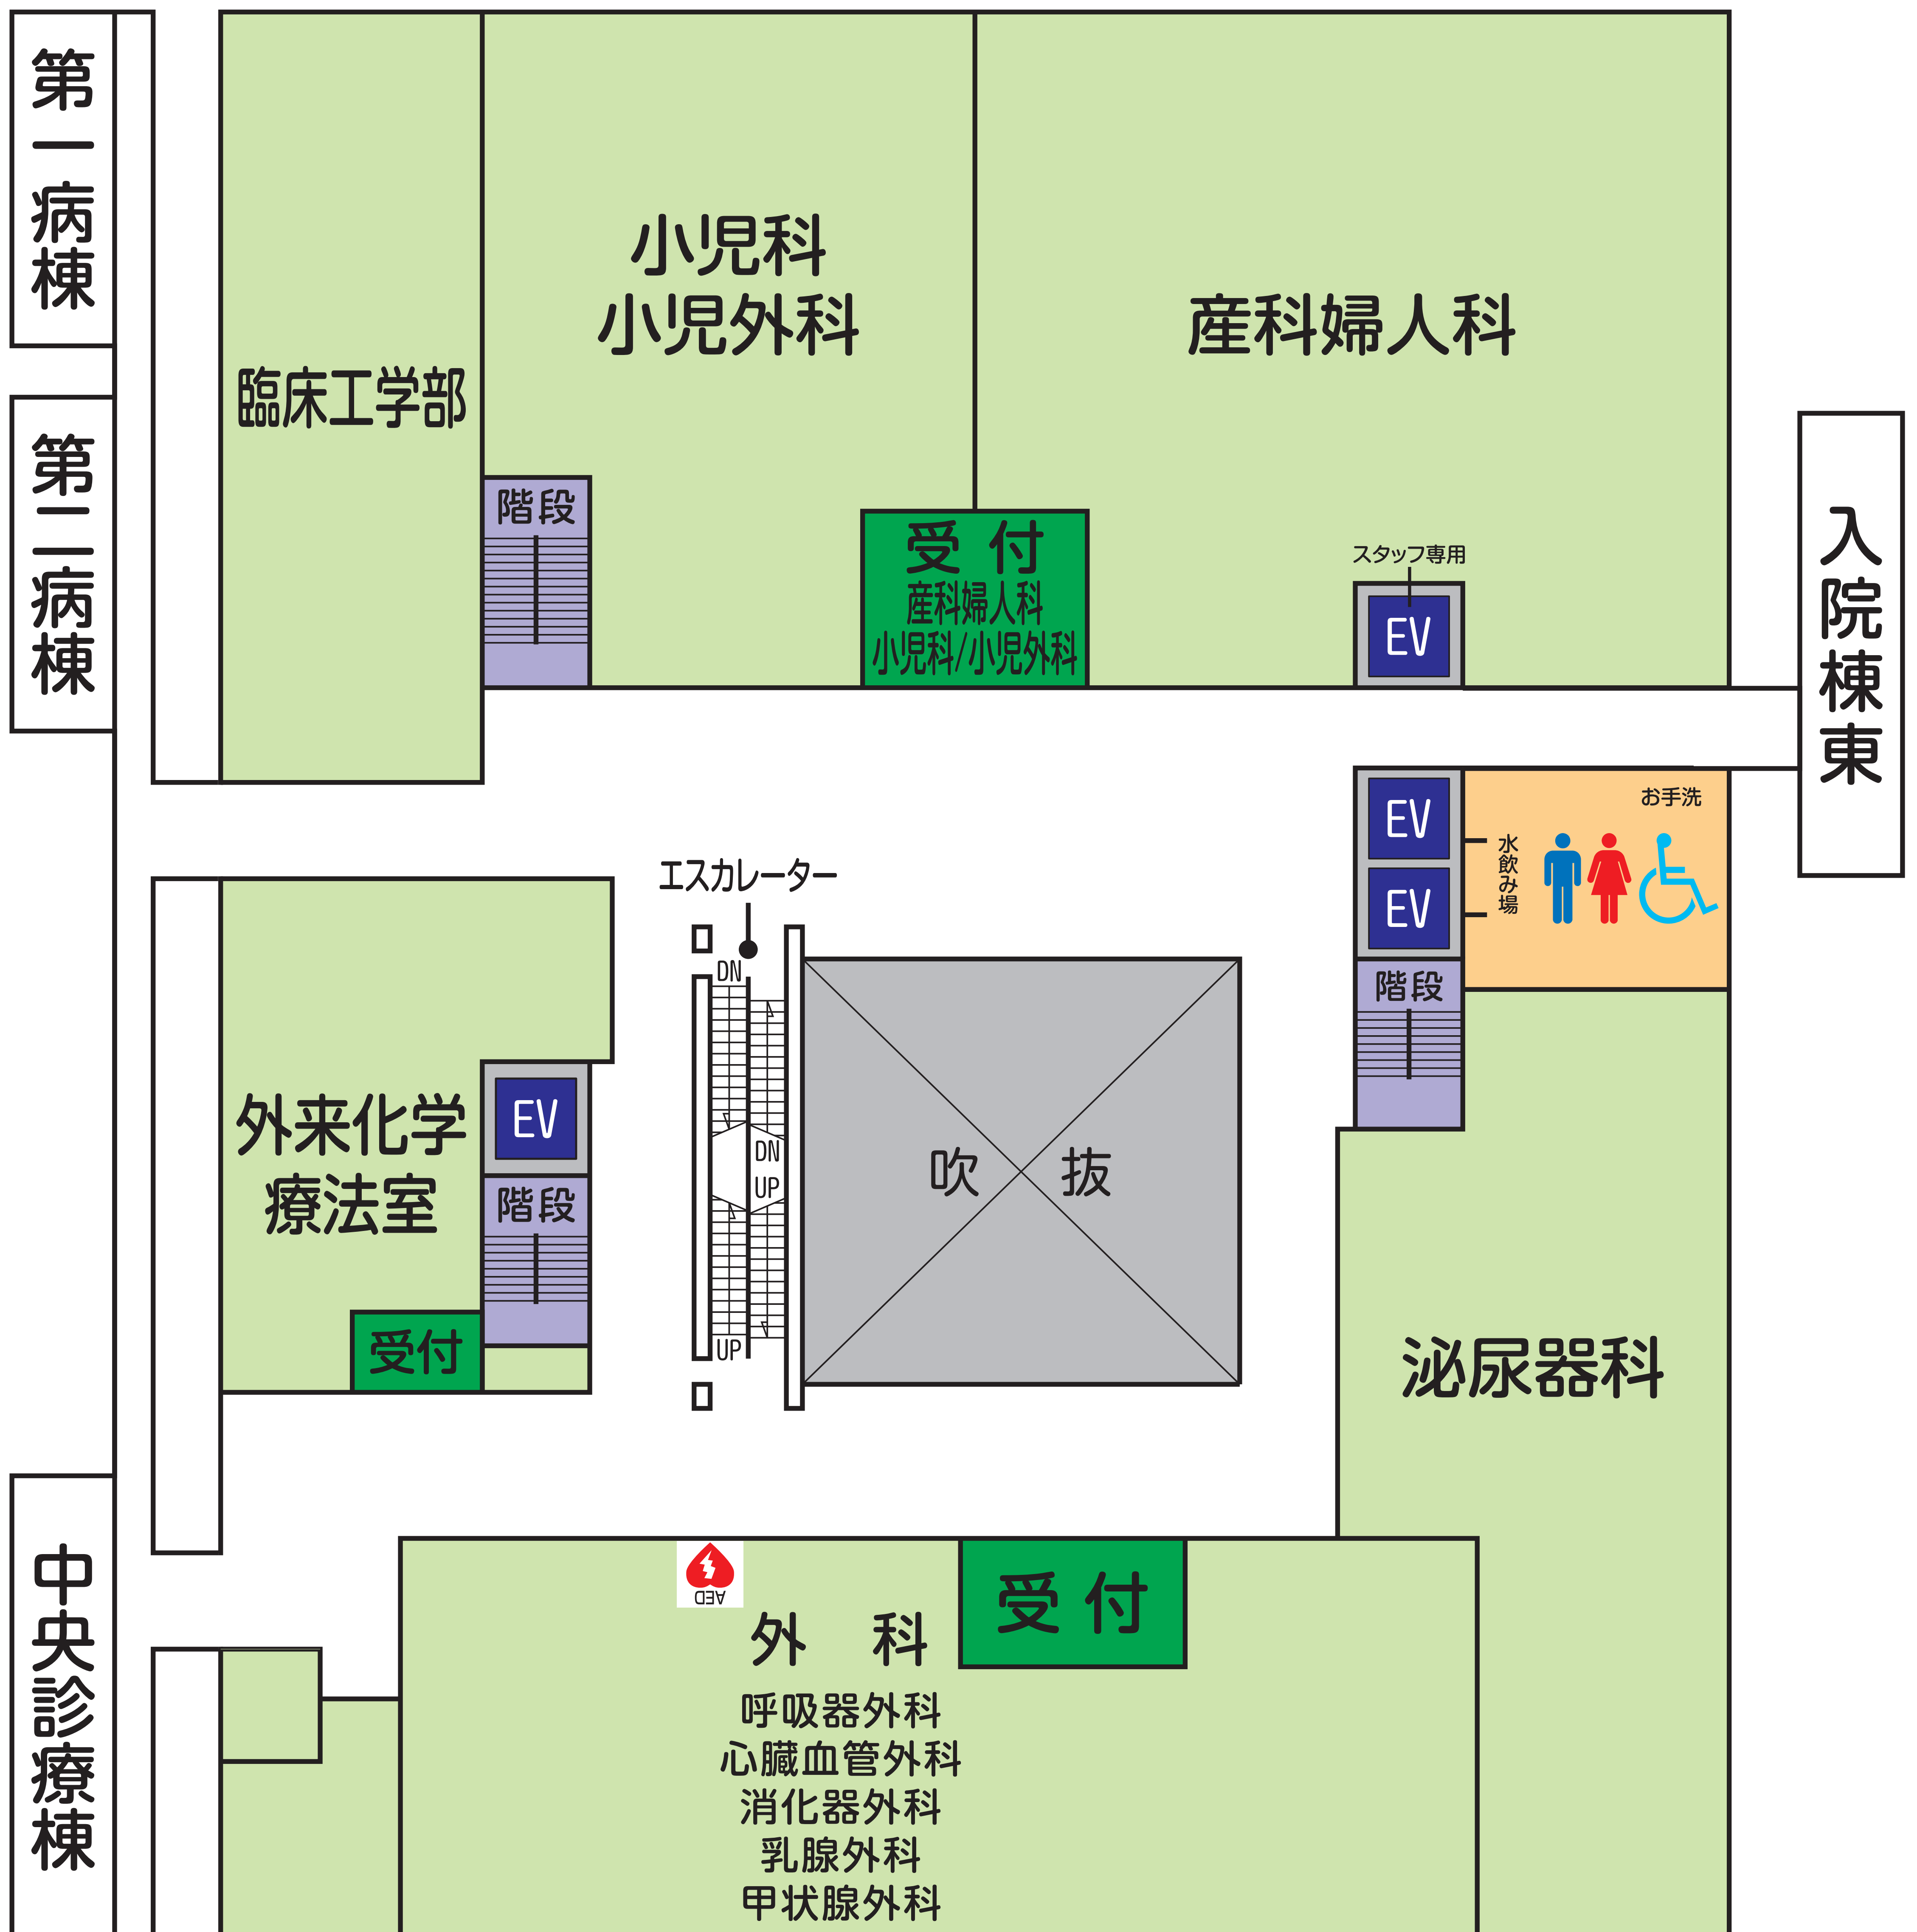 第一病棟
第二病棟
臨床工学部
小児科
小児外科
産科婦人科
階段
受 付
産科婦人科
小児科/小児外科
スタッフ専用
EV
入院棟東
EV
EV
お手洗
水飲み場
階段
エスカレーター
DN
DN
UP
UP
吹 抜
外来化学
療法室
EV
階段
受付
泌尿器科
中央診療棟
AED
受 付
外 科
呼吸器外科
心臓血管外科
消化器外科
乳腺外科
甲状腺外科